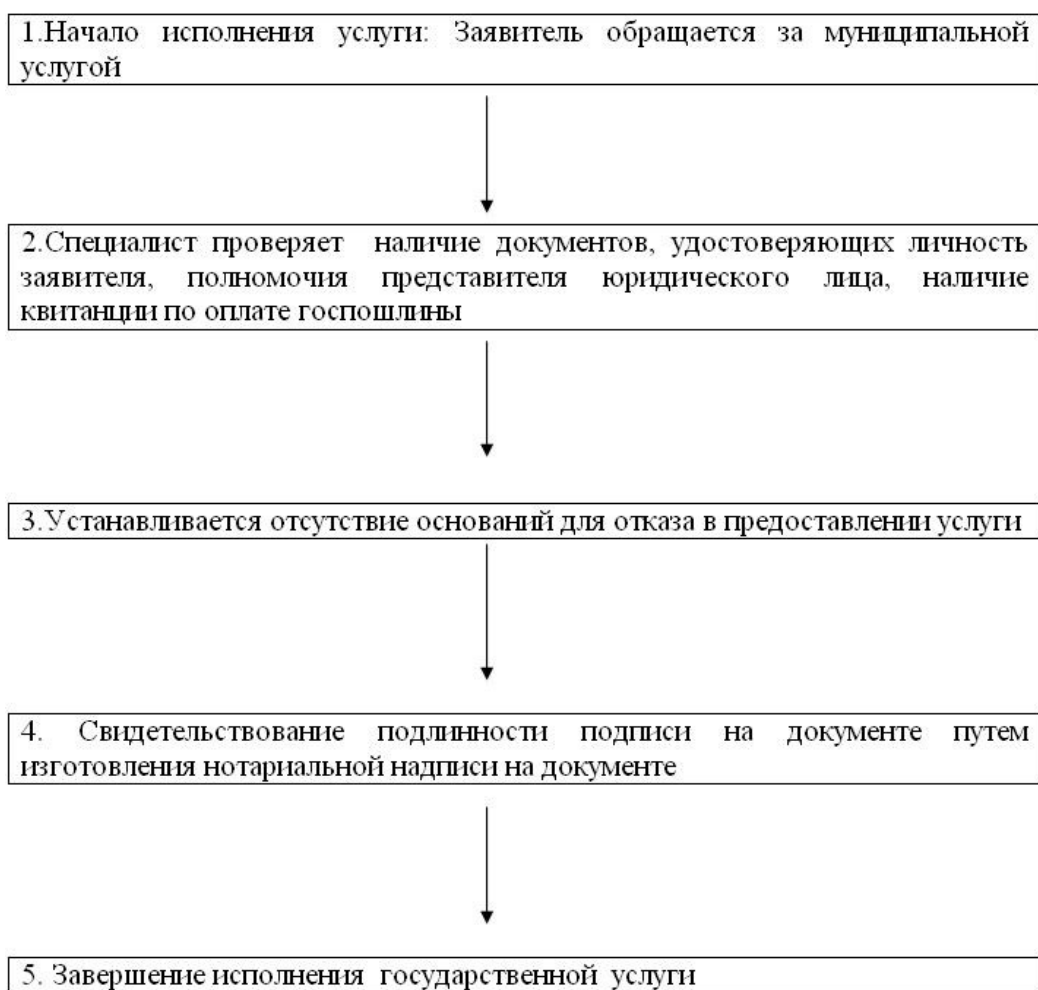 1.Начало исполнения услуги: Заявитель обращается за муниципальной
услугой
2.Специалист проверяет наличие документов, удостоверяющих личность
заявителя, полномочия представителя юридического лица, наличие
квитанции по оплате госпошлины
3.Устанавливается отсутствие оснований для отказа в предоставлении услуги
4. Свидетельствование подлинности подписи на документе путем
изготовления нотариальной надписи на документе
5. Завершение исполнения государственной услуги